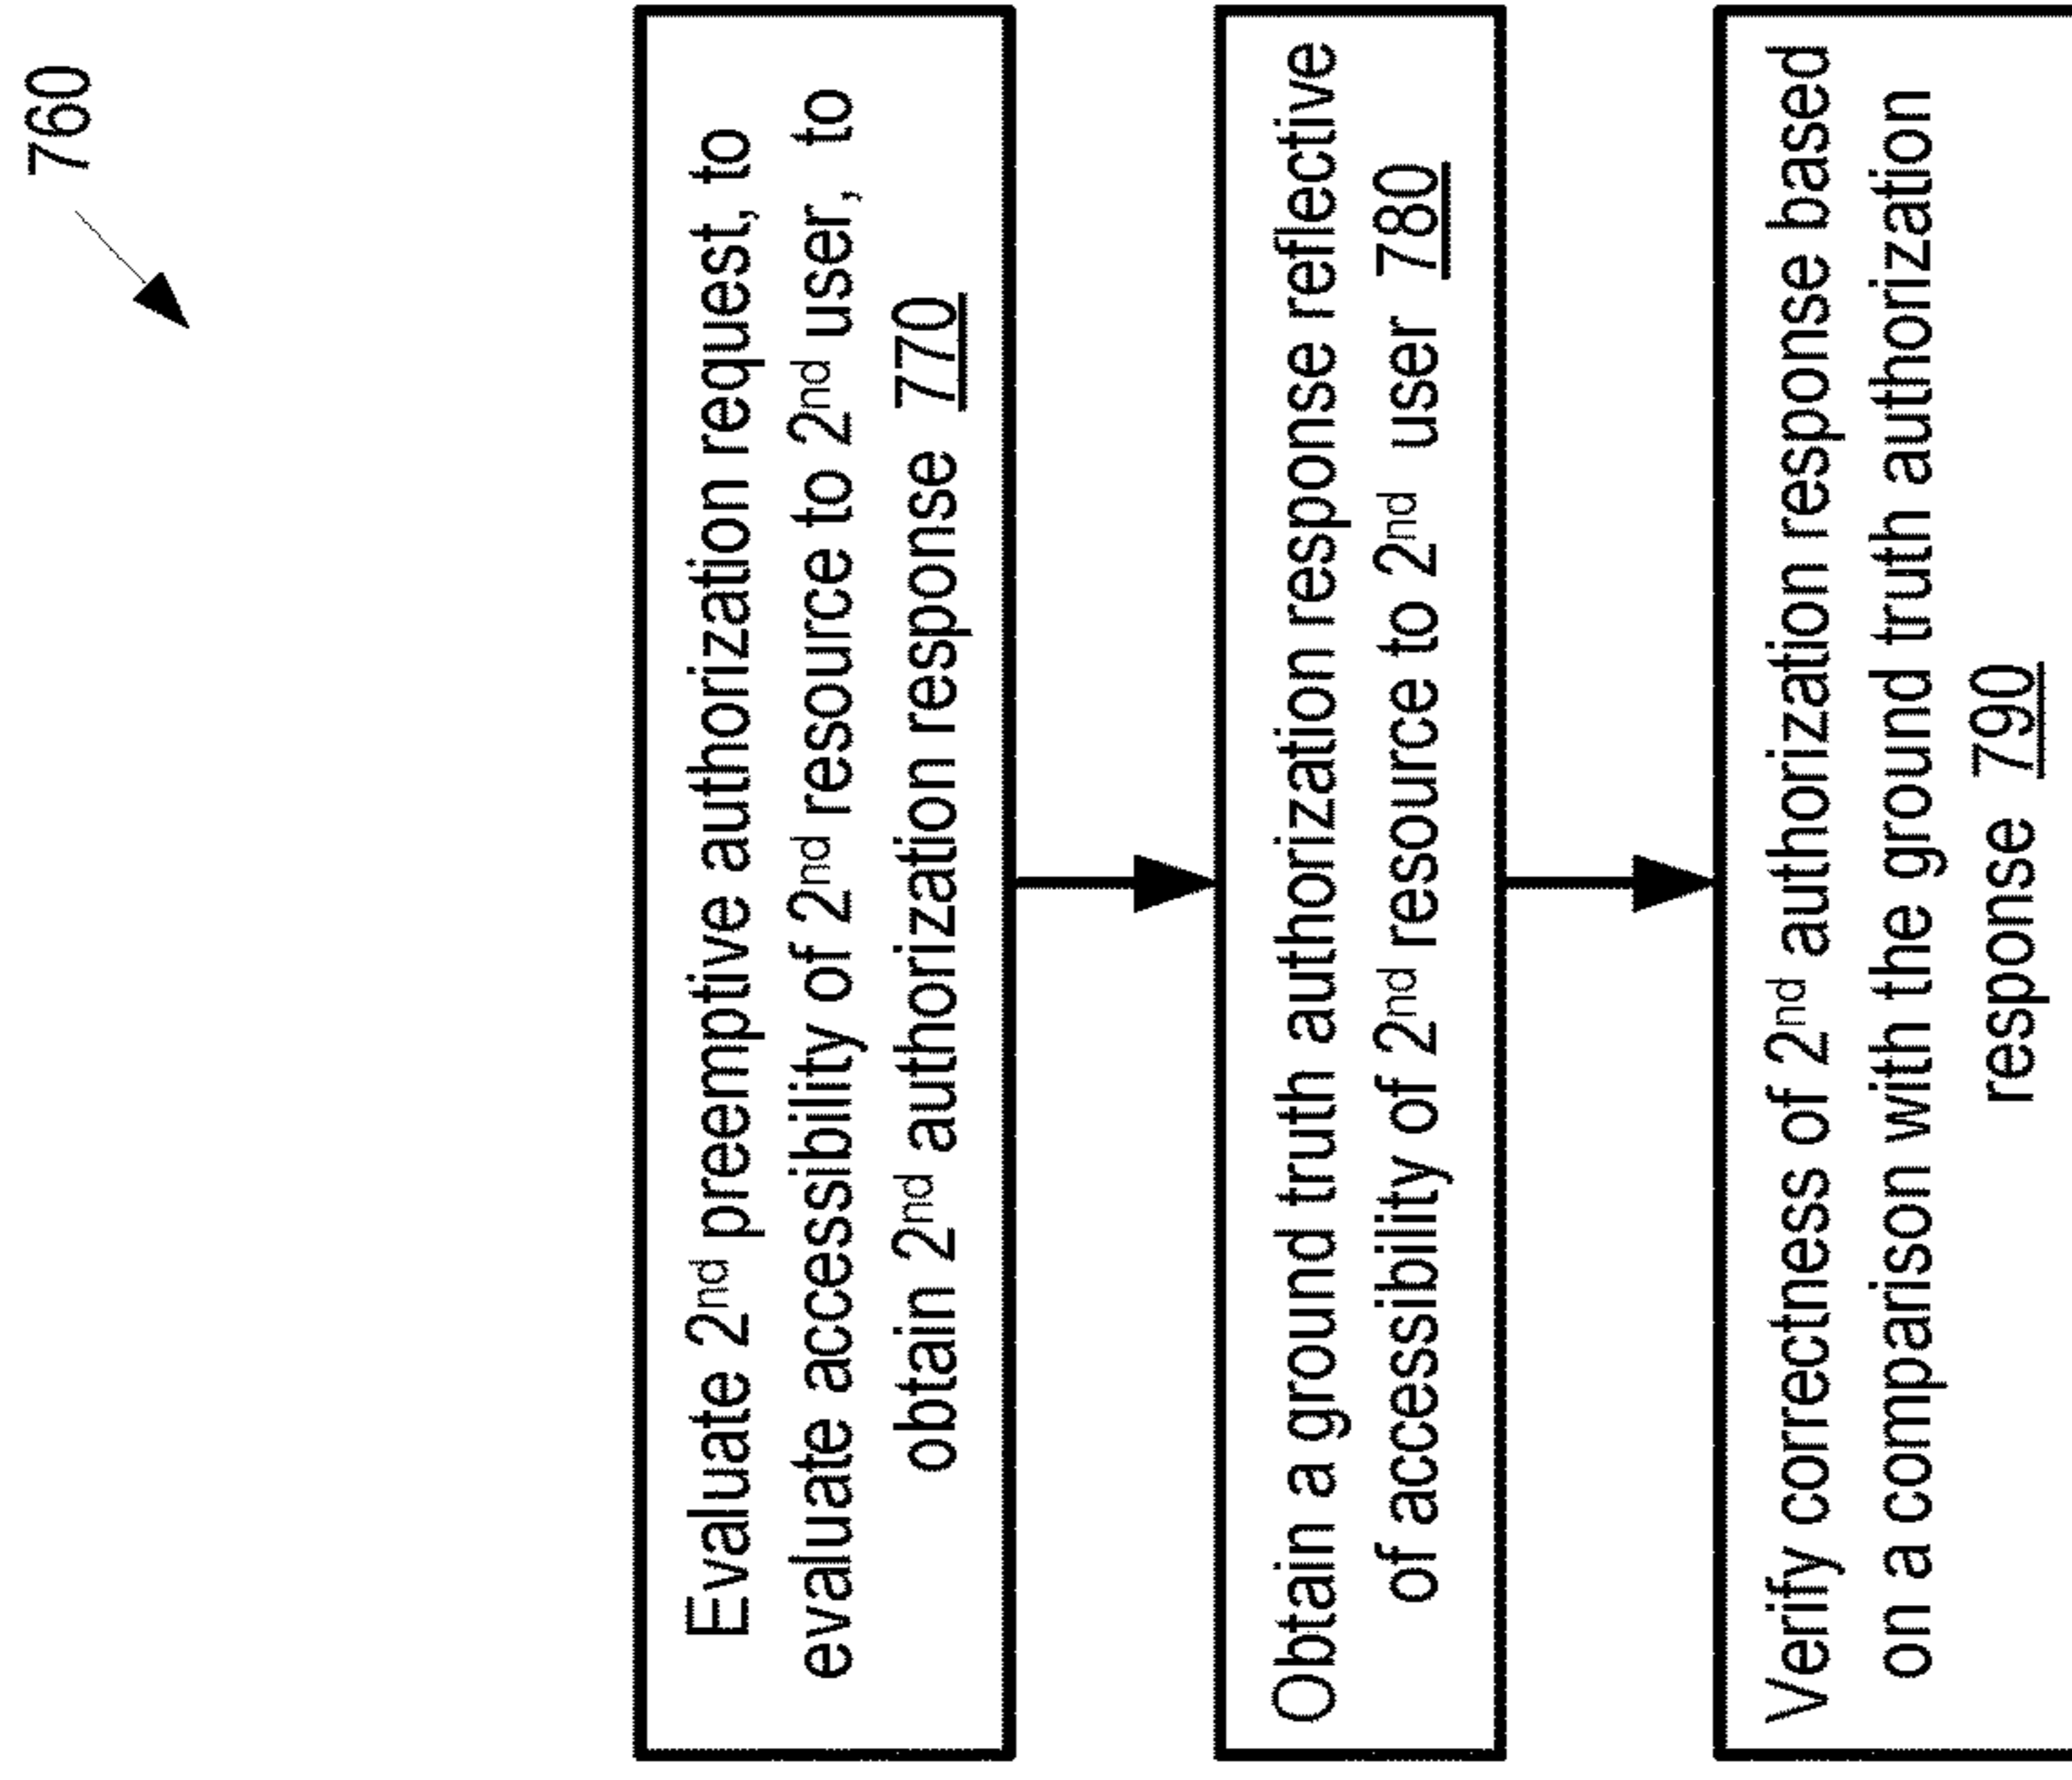 760
Evaluate 2nd preemptive authorization request, to
evaluate accessibility of 2nd resource to 2nd user, to
obtain 2nd authorization response 770
Obtain a ground truth authorization response reflective
of accessibility of 2nd resource to 2nd user 780
Verify correctness of 2nd authorization response based
on a comparison with the ground truth authorization
response 790